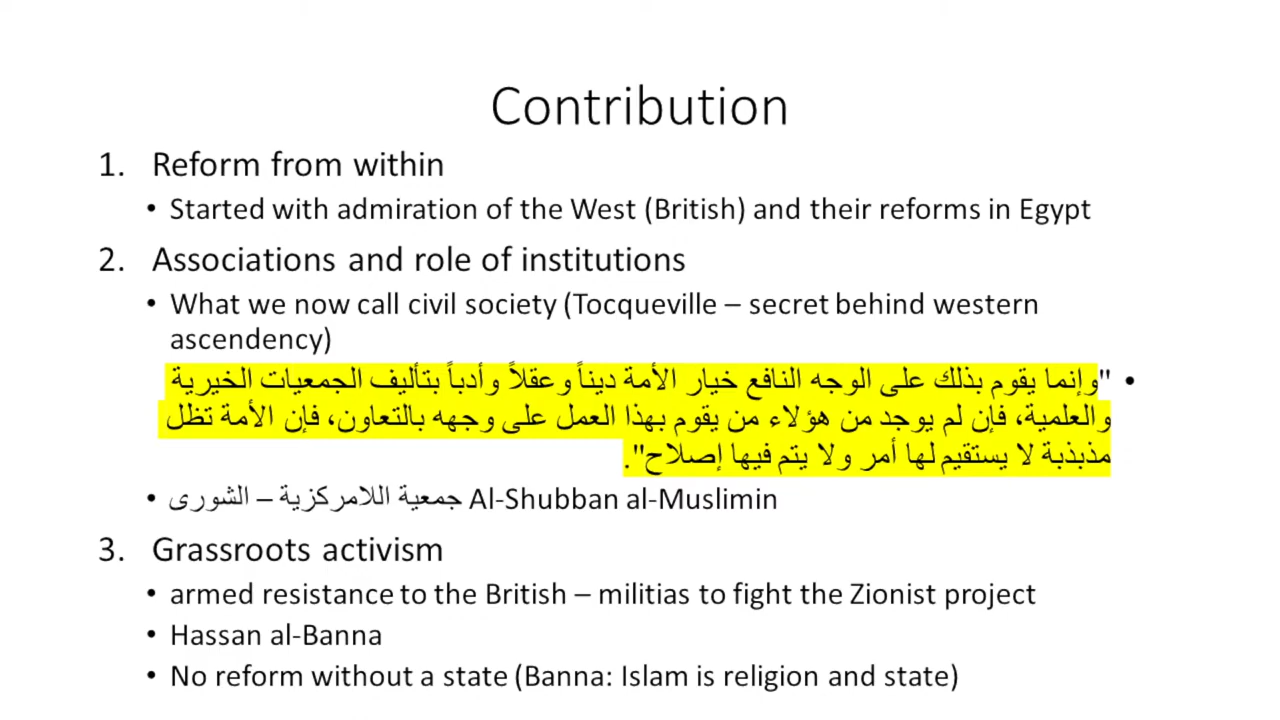 Contribution
1. Reform from within
• Started with admiration of the West (British) and their reforms in Egypt
2. Associations and role of institutions
• What we now call civil society (Tocqueville – secret behind western
ascendency)
• "وإنما يقوم بذلك على الوجه النافع خيار الأمة ديناً وعقلاً وأدباً بتأليف الجمعيات الخيرية
والعلمية، فإن لم يوجد من هؤلاء من يقوم بهذا العمل على وجهه بالتعاون، فإن الأمة تظل
مذبذبة لا يستقيم لها أمر ولا يتم فيها إصلاح".
• جمعية اللامركزية – الشورى Al-Shubban al-Muslimin
3. Grassroots activism
• armed resistance to the British – militias to fight the Zionist project
• Hassan al-Banna
• No reform without a state (Banna: Islam is religion and state)